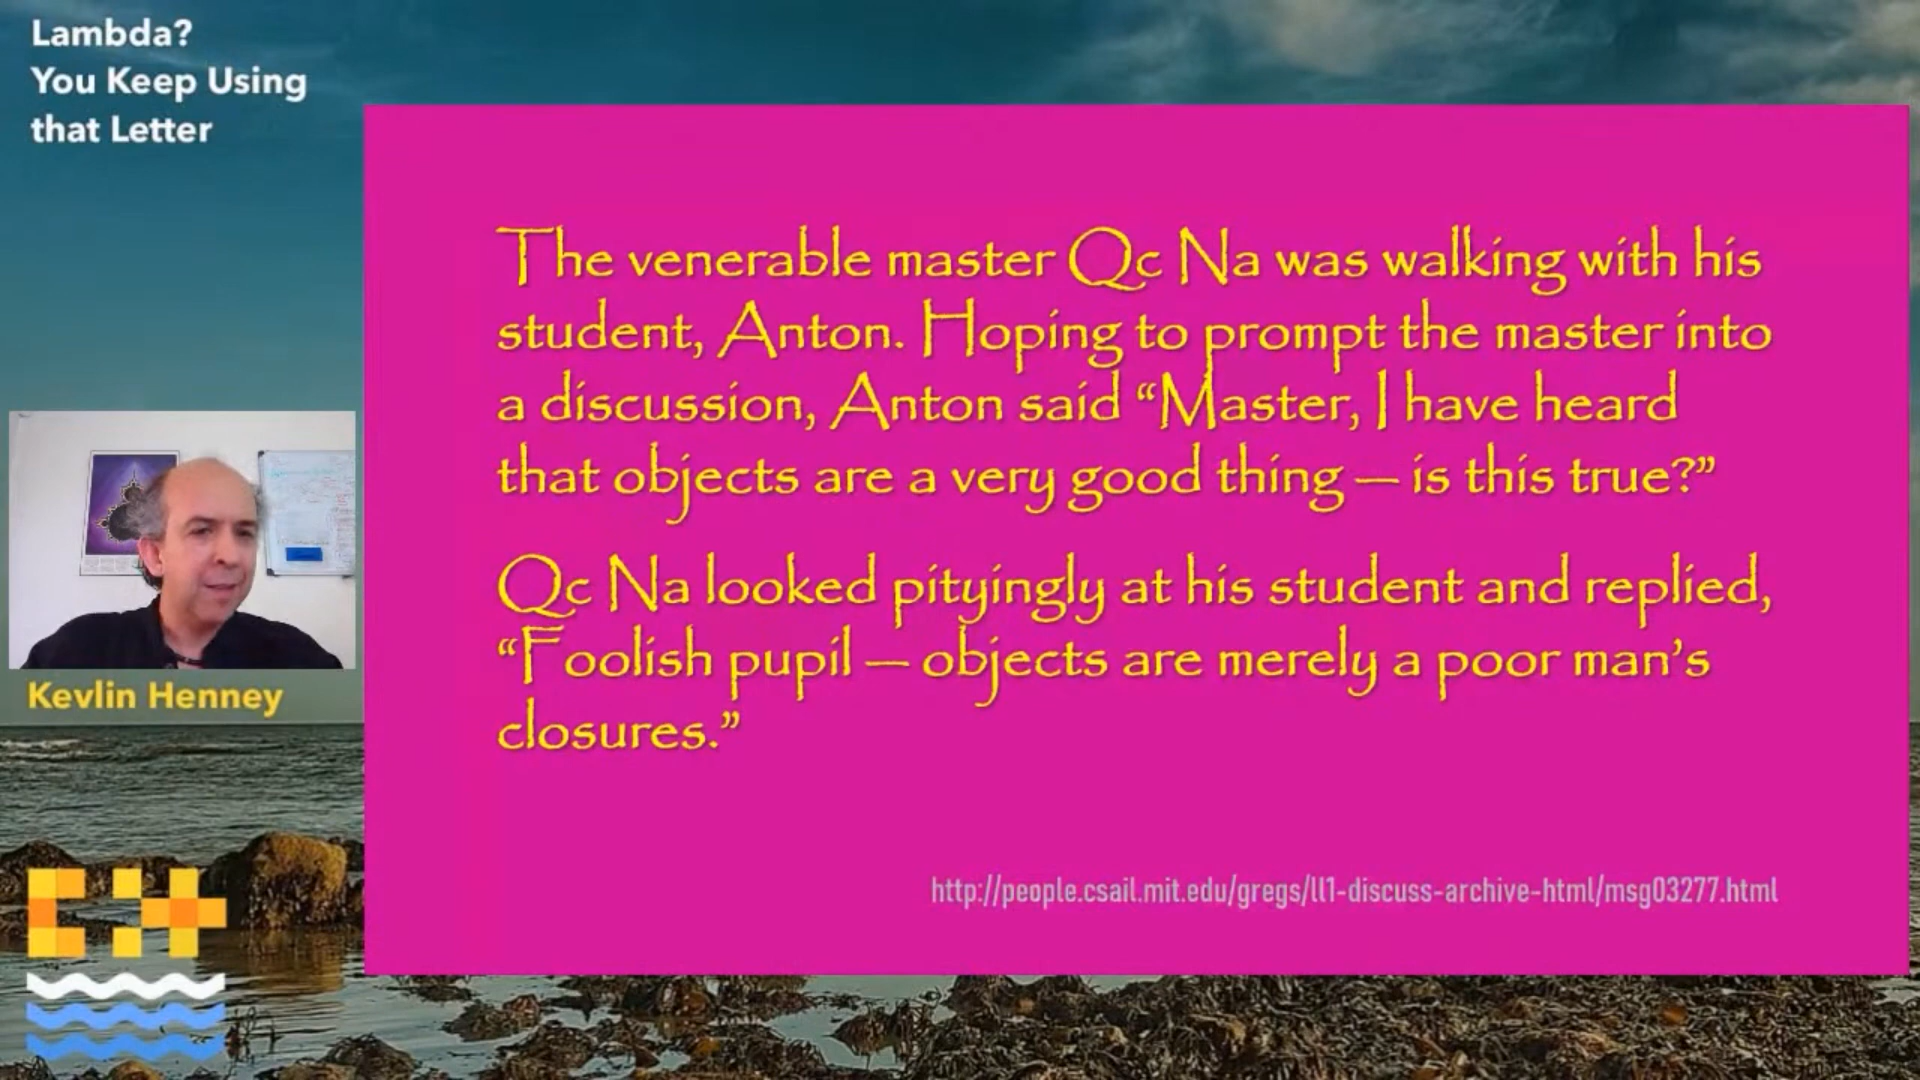 Lambda?
You Keep Using
that Letter
The venerable master Qc Na was walking with his
student, Anton. Hoping to prompt the master into
a discussion, Anton said “Master, I have heard
that objects are a very good thing – is this true?”
Qc Na looked pityingly at his student and replied,
“Foolish pupil – objects are merely a poor man’s
closures.”
http://people.csail.mit.edu/gregs/ll1-discuss-archive-html/msg03277.html
Kevlin Henney